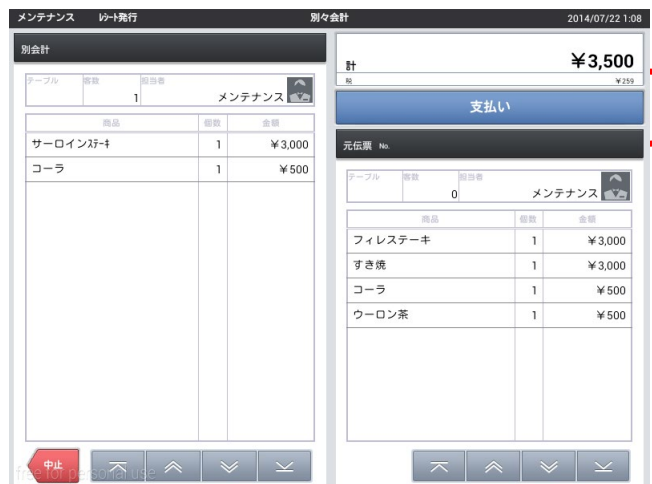 メンテナンス ﾚｼｰﾄ発行 別々会計 2014/07/22 1:08
別会計
テーブル 客数 担当者
1 メンテナンス
商品 個数 金額
サーロインｽﾃｰｷ 1 ¥3,000
コーラ 1 ¥500
中止
free for personal use
計 ¥3,500
税 ¥259
支払い
元伝票 No.
テーブル 客数 担当者
0 メンテナンス
商品 個数 金額
フィレステーキ 1 ¥3,000
すき焼 1 ¥3,000
コーラ 1 ¥500
ウーロン茶 1 ¥500